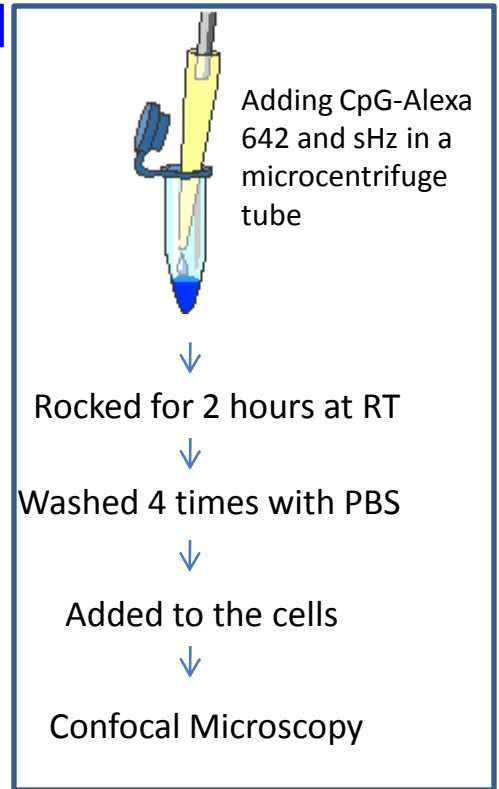 Adding CpG-Alexa
642 and sHz in a
microcentrifuge
tube
Rocked for 2 hours at RT
Washed 4 times with PBS
Added to the cells
Confocal Microscopy